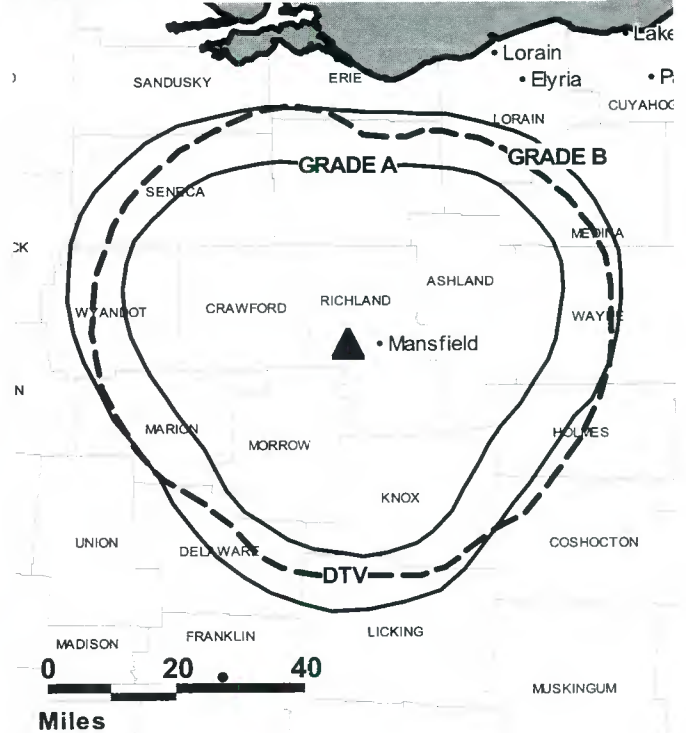 Lake
• Lorain
SANDUSKY
ERIE
• Elyria
• P
CUYAHOG
LORAIN
GRADE A
GRADE B
SENECA
MEDINA
CK
ASHLAND
WYANDOT
CRAWFORD
RICHLAND
WAYNE
• Mansfield
N
MARION
MORROW
HOLMES
KNOX
UNION
DELAWARE
COSHOCTON
DTV
LICKING
MADISON
FRANKLIN
0 20 40
MUSKINGUM
Miles